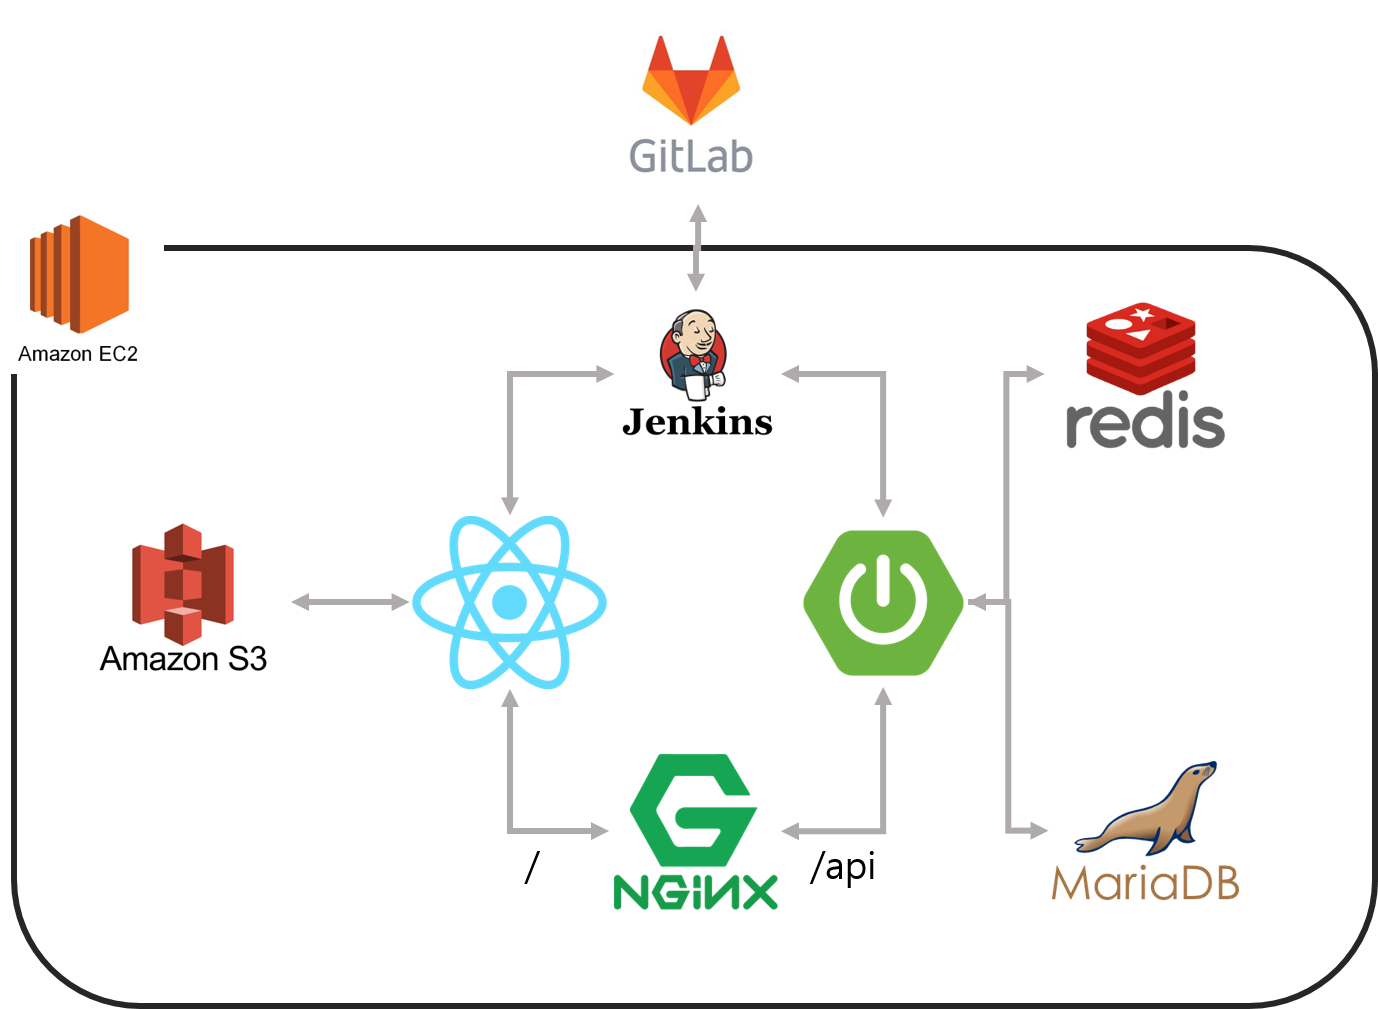 GitLab
Amazon EC2
Jenkins
redis
Amazon S3
/
/api
NGiNX
MariaDB